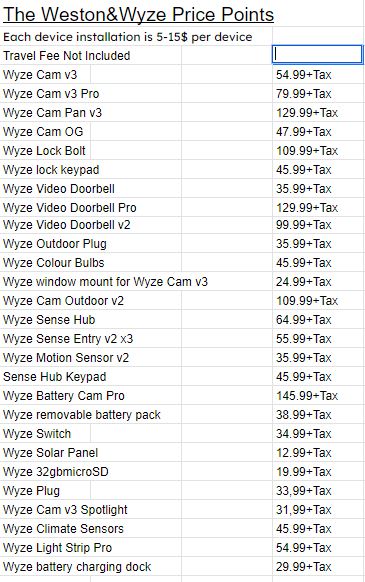 The Weston&Wyze Price Points
Each device installation is 5-15$ per device
Travel Fee Not Included
Wyze Cam v3 54.99+Tax
Wyze Cam v3 Pro 79.99+Tax
Wyze Cam Pan v3 129.99+Tax
Wyze Cam OG 47.99+Tax
Wyze Lock Bolt 109.99+Tax
Wyze lock keypad 45.99+Tax
Wyze Video Doorbell 35.99+Tax
Wyze Video Doorbell Pro 129.99+Tax
Wyze Video Doorbell v2 99.99+Tax
Wyze Outdoor Plug 35.99+Tax
Wyze Colour Bulbs 45.99+Tax
Wyze window mount for Wyze Cam v3 24.99+Tax
Wyze Cam Outdoor v2 109.99+Tax
Wyze Sense Hub 64.99+Tax
Wyze Sense Entry v2 x3 55.99+Tax
Wyze Motion Sensor v2 35.99+Tax
Sense Hub Keypad 45.99+Tax
Wyze Battery Cam Pro 145.99+Tax
Wyze removable battery pack 38.99+Tax
Wyze Switch 34.99+Tax
Wyze Solar Panel 12.99+Tax
Wyze 32gbmicroSD 19.99+Tax
Wyze Plug 33,99+Tax
Wyze Cam v3 Spotlight 31,99+Tax
Wyze Climate Sensors 45.99+Tax
Wyze Light Strip Pro 54.99+Tax
Wyze battery charging dock 29.99+Tax